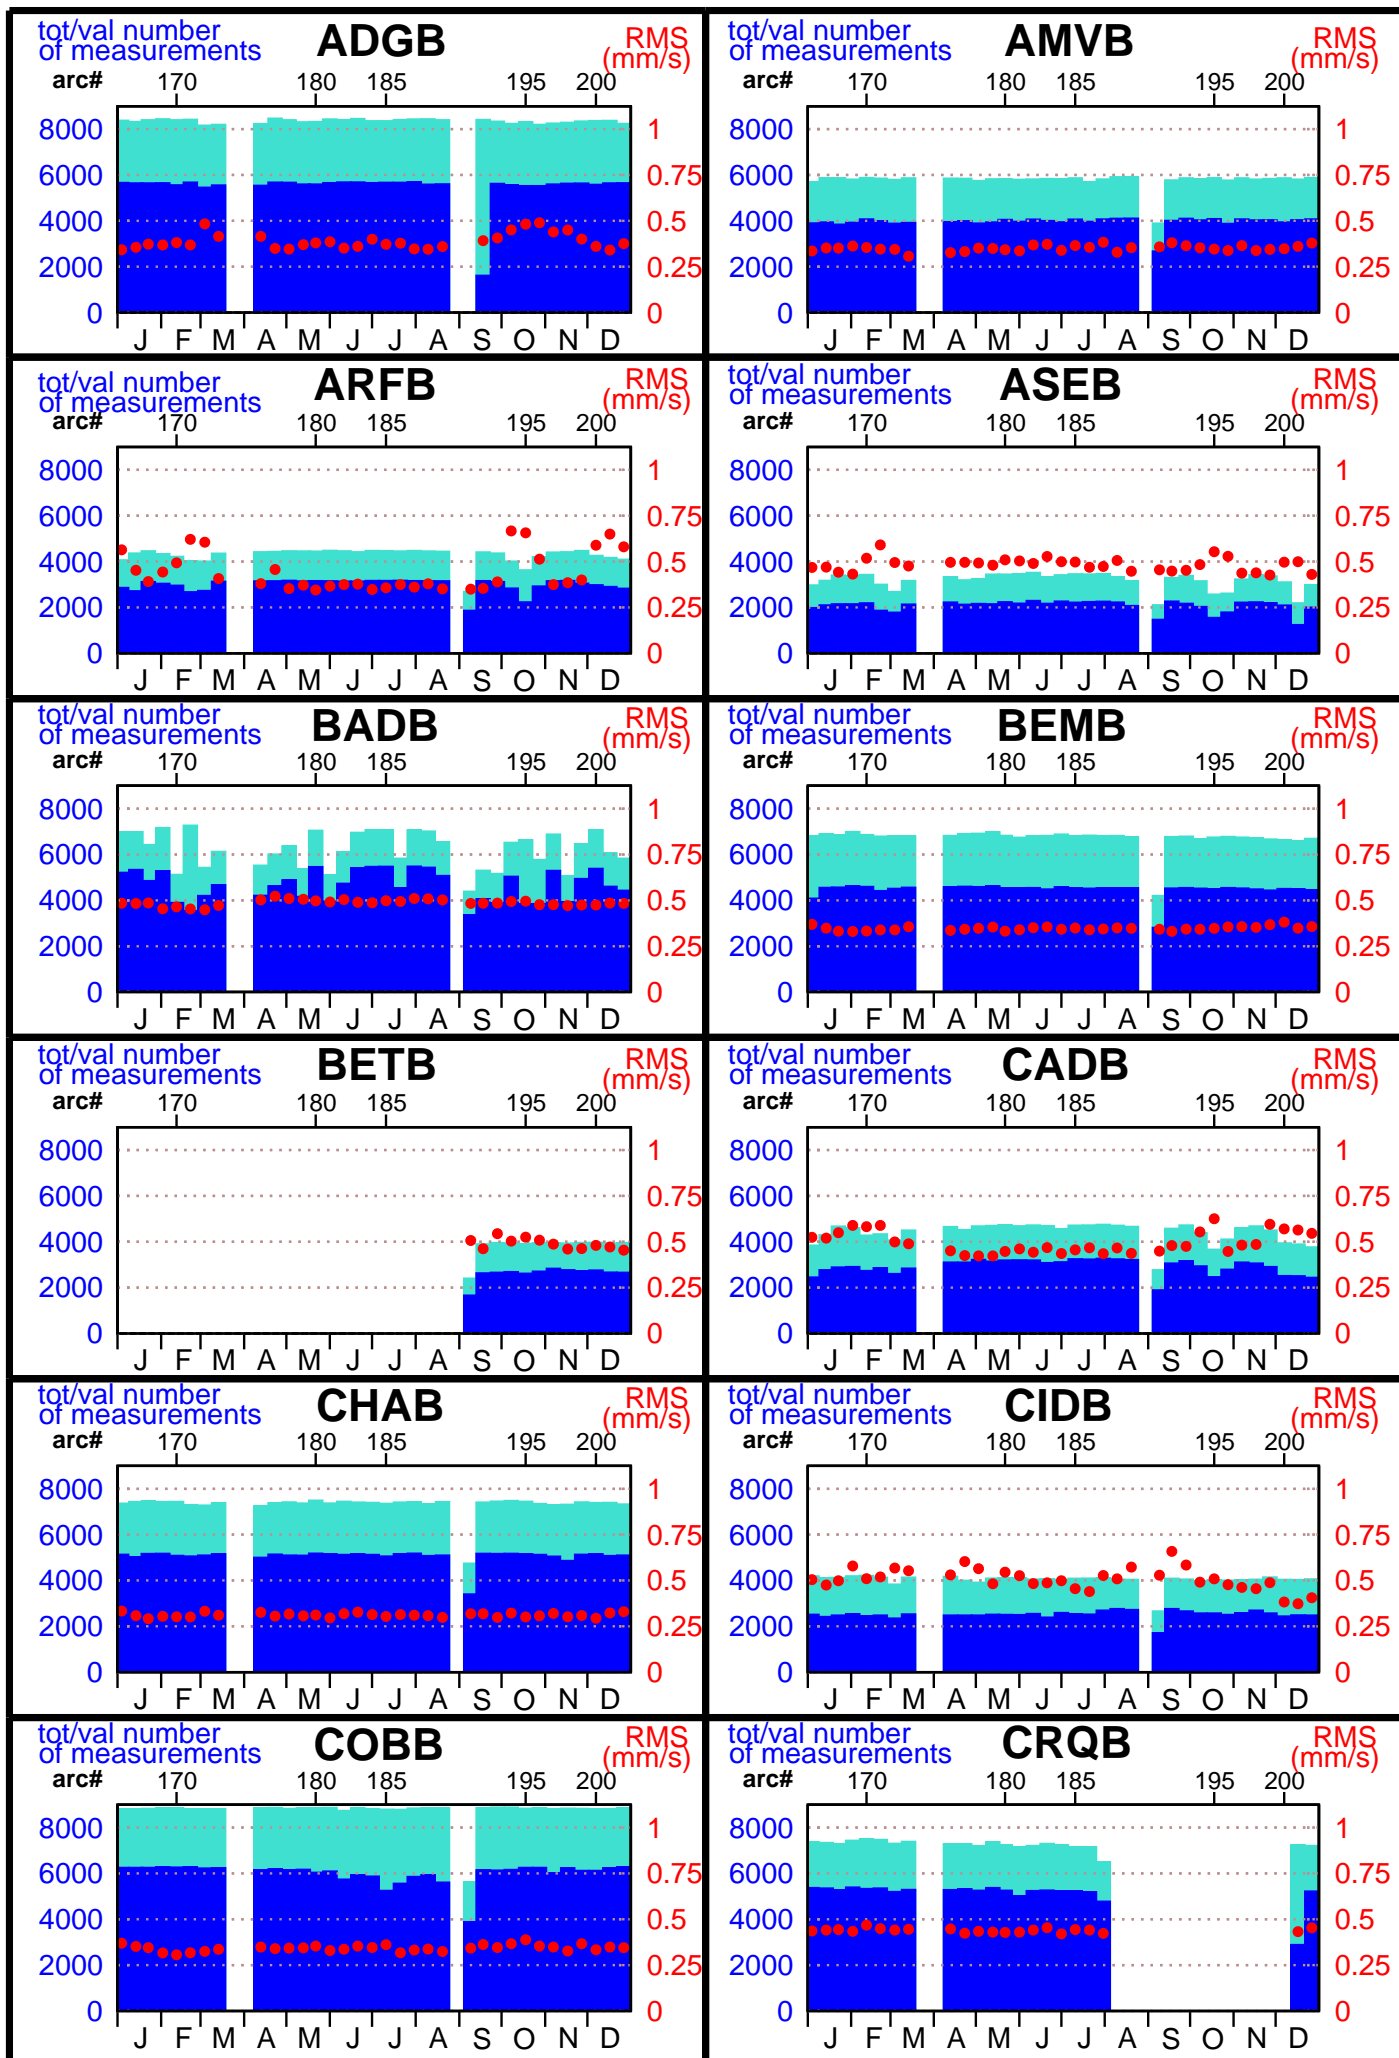 tot/val number
of measurements
ADGB
RMS
(mm/s)
arc#
170
180
185
195
200
8000
6000
4000
2000
0
1
0.75
0.5
0.25
0
J F M A M J J A S O N D
tot/val number
of measurements
AMVB
RMS
(mm/s)
arc#
170
180
185
195
200
8000
6000
4000
2000
0
1
0.75
0.5
0.25
0
J F M A M J J A S O N D
tot/val number
of measurements
ARFB
RMS
(mm/s)
arc#
170
180
185
195
200
8000
6000
4000
2000
0
1
0.75
0.5
0.25
0
J F M A M J J A S O N D
tot/val number
of measurements
ASEB
RMS
(mm/s)
arc#
170
180
185
195
200
8000
6000
4000
2000
0
1
0.75
0.5
0.25
0
J F M A M J J A S O N D
tot/val number
of measurements
BADB
RMS
(mm/s)
arc#
170
180
185
195
200
8000
6000
4000
2000
0
1
0.75
0.5
0.25
0
J F M A M J J A S O N D
tot/val number
of measurements
BEMB
RMS
(mm/s)
arc#
170
180
185
195
200
8000
6000
4000
2000
0
1
0.75
0.5
0.25
0
J F M A M J J A S O N D
tot/val number
of measurements
BETB
RMS
(mm/s)
arc#
170
180
185
195
200
8000
6000
4000
2000
0
1
0.75
0.5
0.25
0
J F M A M J J A S O N D
tot/val number
of measurements
CADB
RMS
(mm/s)
arc#
170
180
185
195
200
8000
6000
4000
2000
0
1
0.75
0.5
0.25
0
J F M A M J J A S O N D
tot/val number
of measurements
CHAB
RMS
(mm/s)
arc#
170
180
185
195
200
8000
6000
4000
2000
0
1
0.75
0.5
0.25
0
J F M A M J J A S O N D
tot/val number
of measurements
CIDB
RMS
(mm/s)
arc#
170
180
185
195
200
8000
6000
4000
2000
0
1
0.75
0.5
0.25
0
J F M A M J J A S O N D
tot/val number
of measurements
COBB
RMS
(mm/s)
arc#
170
180
185
195
200
8000
6000
4000
2000
0
1
0.75
0.5
0.25
0
J F M A M J J A S O N D
tot/val number
of measurements
CRQB
RMS
(mm/s)
arc#
170
180
185
195
200
8000
6000
4000
2000
0
1
0.75
0.5
0.25
0
J F M A M J J A S O N D